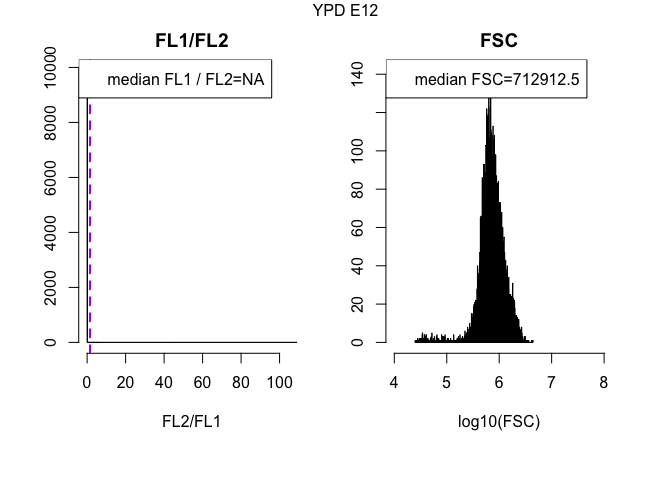 YPD E12
FL1/FL2
median FL1 / FL2=NA
10000
8000
6000
4000
2000
0
0 20 40 60 80 100
FL2/FL1
FSC
median FSC=712912.5
140
100
80
60
40
20
0
4 5 6 7 8
log10(FSC)